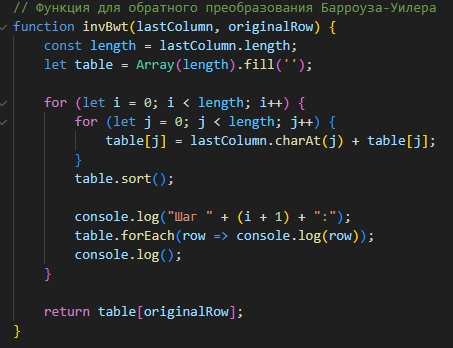 // Функция для обратного преобразования Барроуза-Уилера
function invBwt(lastColumn, originalRow) {
    const length = lastColumn.length;
    let table = Array(length).fill('');

    for (let i = 0; i < length; i++) {
        for (let j = 0; j < length; j++) {
            table[j] = lastColumn.charAt(j) + table[j];
        }
        table.sort();

        console.log("Шаг " + (i + 1) + ":");
        table.forEach(row => console.log(row));
        console.log();
    }

    return table[originalRow];
}